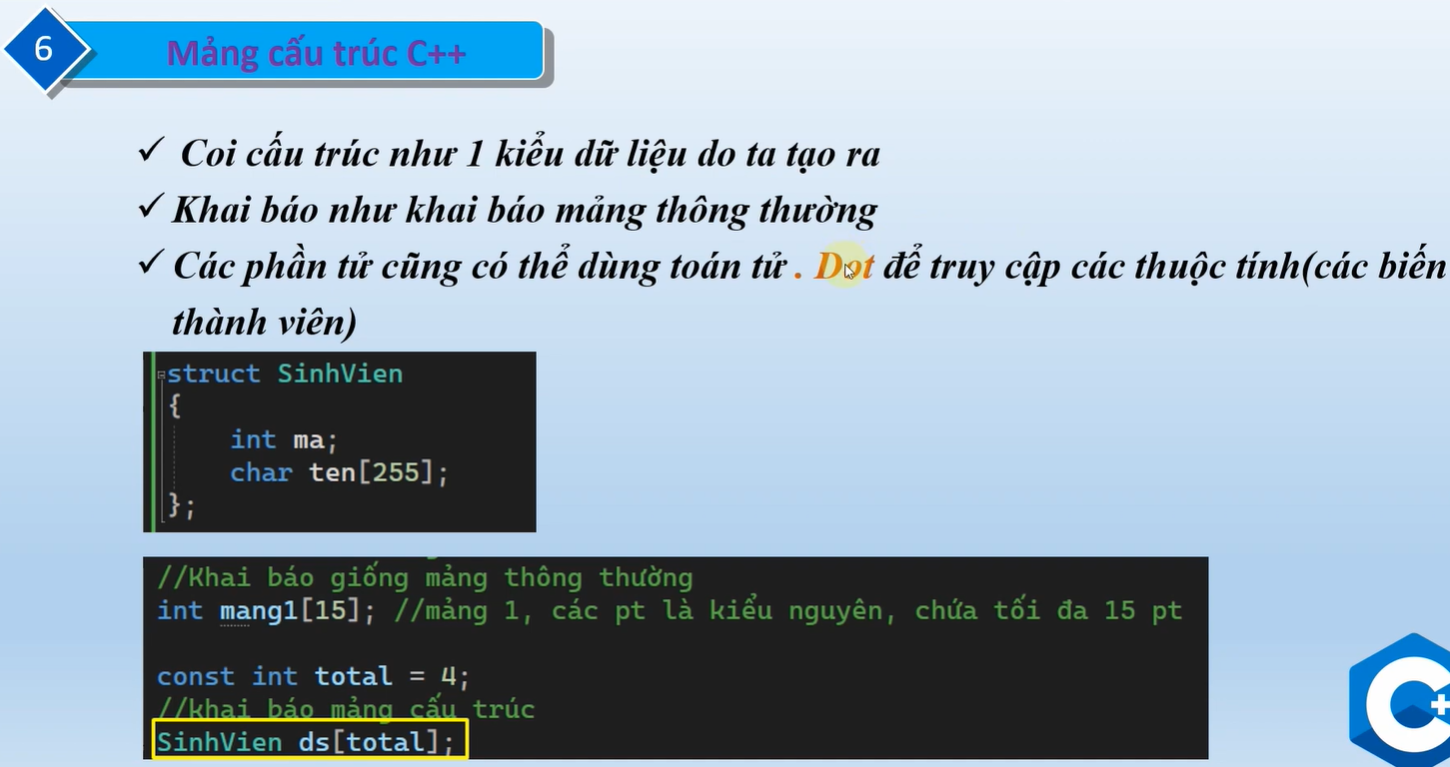 6
Mảng cấu trúc C++
✓ Coi cấu trúc như 1 kiểu dữ liệu do ta tạo ra
✓ Khai báo như khai báo mảng thông thường
✓ Các phần tử cũng có thể dùng toán tử . Dot để truy cập các thuộc tính(các biến
thành viên)
struct SinhVien
{
int ma;
char ten[255];
};
//Khai báo giống mảng thông thường
int mang1[15]; //mảng 1, các pt là kiểu nguyên, chứa tối đa 15 pt
const int total = 4;
//khai báo mảng cấu trúc
SinhVien ds[total];
C+